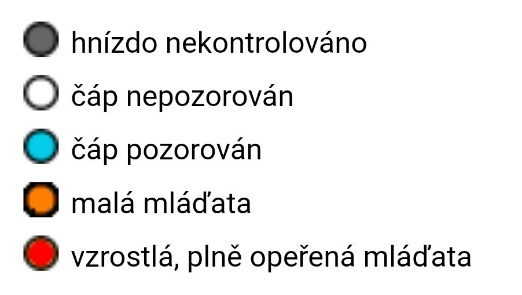 hnízdo nekontrolováno
čáp nepozorován
čáp pozorován
malá mláďata
vzrostlá, plně opeřená mláďata